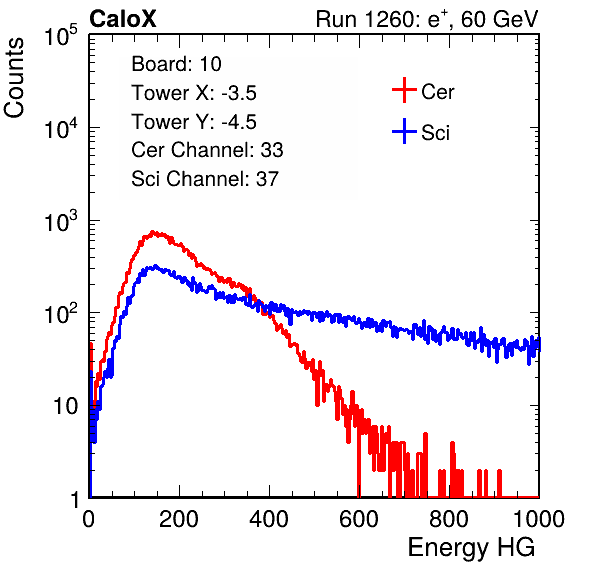 CaloX Run 1260: e⁺, 60 GeV
Counts
Board: 10
Tower X: -3.5
Tower Y: -4.5
Cer Channel: 33
Sci Channel: 37
Cer
Sci
10⁵
10⁴
10³
10²
10
1
0 200 400 600 800 1000
Energy HG